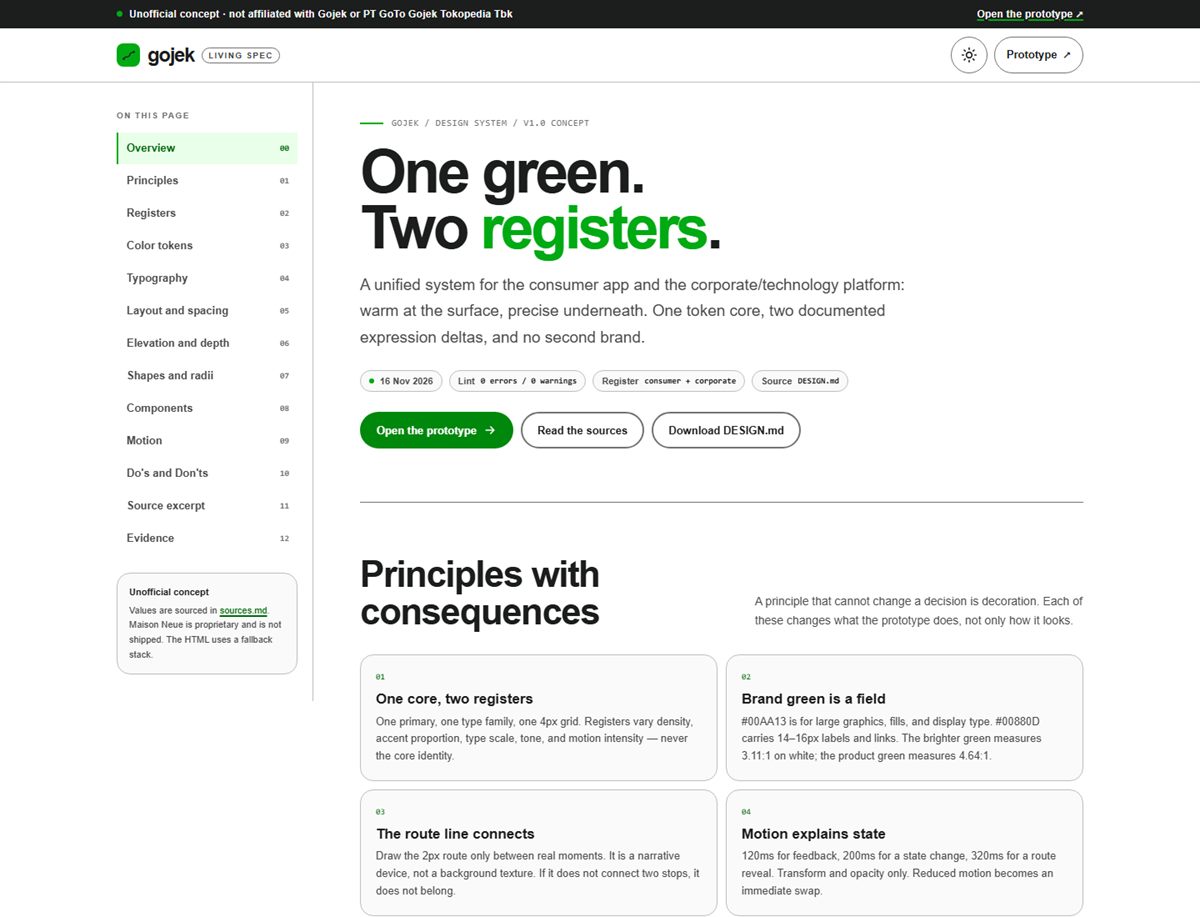 Unofficial concept · not affiliated with Gojek or PT GoTo Gojek Tokopedia Tbk
Open the prototype ↗
gojek
LIVING SPEC
Prototype ↗
ON THIS PAGE
Overview 00
Principles 01
Registers 02
Color tokens 03
Typography 04
Layout and spacing 05
Elevation and depth 06
Shapes and radii 07
Components 08
Motion 09
Do's and Don'ts 10
Source excerpt 11
Evidence 12
Unofficial concept
Values are sourced in sources.md.
Maison Neue is proprietary and is not
shipped. The HTML uses a fallback
stack.
GOJEK / DESIGN SYSTEM / V1.0 CONCEPT
One green.
Two registers.
A unified system for the consumer app and the corporate/technology platform:
warm at the surface, precise underneath. One token core, two documented
expression deltas, and no second brand.
16 Nov 2026
Lint 0 errors / 0 warnings
Register consumer + corporate
Source DESIGN.md
Open the prototype →
Read the sources
Download DESIGN.md
Principles with
consequences
A principle that cannot change a decision is decoration. Each of
these changes what the prototype does, not only how it looks.
01
One core, two registers
One primary, one type family, one 4px grid. Registers vary density,
accent proportion, type scale, tone, and motion intensity — never
the core identity.
02
Brand green is a field
#00AA13 is for large graphics, fills, and display type. #00880D
carries 14–16px labels and links. The brighter green measures
3.11:1 on white; the product green measures 4.64:1.
03
The route line connects
Draw the 2px route only between real moments. It is a narrative
device, not a background texture. If it does not connect two stops, it
does not belong.
04
Motion explains state
120ms for feedback, 200ms for a state change, 320ms for a route
reveal. Transform and opacity only. Reduced motion becomes an
immediate swap.